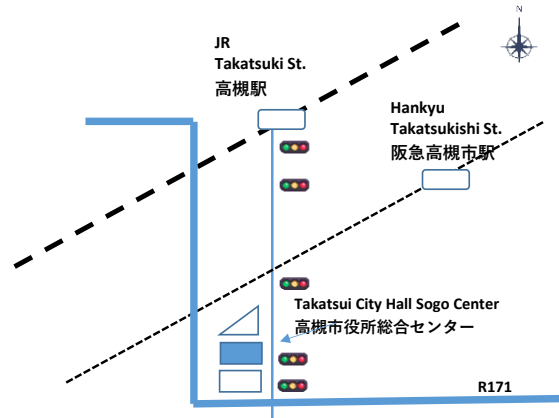 N
JR
Takatsuki St.
高槻駅
Hankyu
Takatsukishi St.
阪急高槻市駅
Takatsui City Hall Sogo Center
高槻市役所総合センター
R171